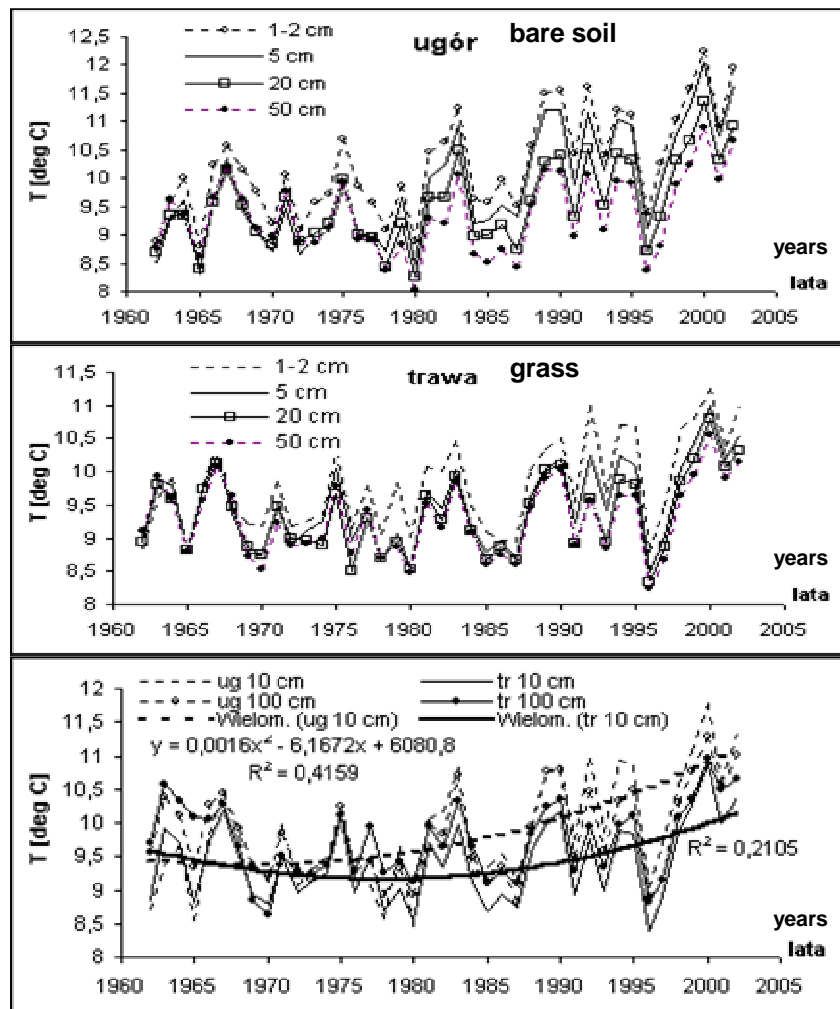 ugór bare soil
1-2 cm
5 cm
20 cm
50 cm
T [deg C]
12,5
12
11,5
11
10,5
10
9,5
9
8,5
8
1960 1965 1970 1975 1980 1985 1990 1995 2000 2005
years
lata
trawa grass
1-2 cm
5 cm
20 cm
50 cm
T [deg C]
11,5
11
10,5
10
9,5
9
8,5
8
1960 1965 1970 1975 1980 1985 1990 1995 2000 2005
years
lata
ug 10 cm tr 10 cm
ug 100 cm tr 100 cm
Wielom. (ug 10 cm) Wielom. (tr 10 cm)
y = 0,0016x² - 6,1672x + 6080,8
R² = 0,4159
R² = 0,2105
T [deg C]
12
11,5
11
10,5
10
9,5
9
8,5
8
1960 1965 1970 1975 1980 1985 1990 1995 2000 2005
years
lata